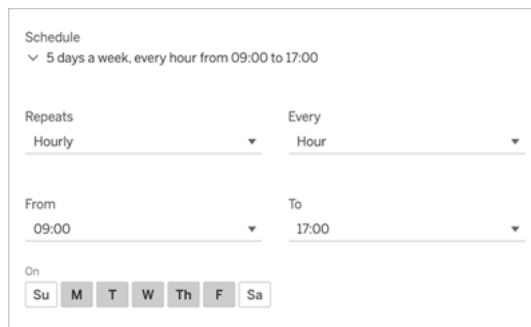 Schedule
5 days a week, every hour from 09:00 to 17:00
Repeats Every
Hourly Hour
From To
09:00 17:00
On
Su M T W Th F Sa